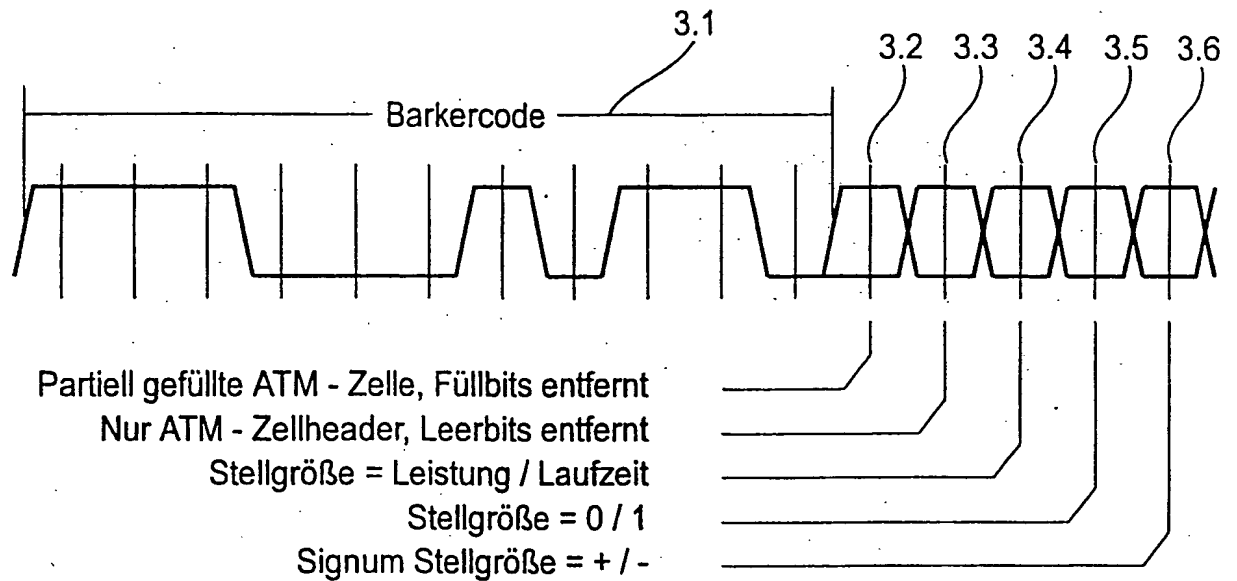 3.1
3.2 3.3 3.4 3.5 3.6
Barkercode
Partiell gefüllte ATM - Zelle, Füllbits entfernt
Nur ATM - Zellheader, Leerbits entfernt
Stellgröße = Leistung / Laufzeit
Stellgröße = 0 / 1
Signum Stellgröße = + / -